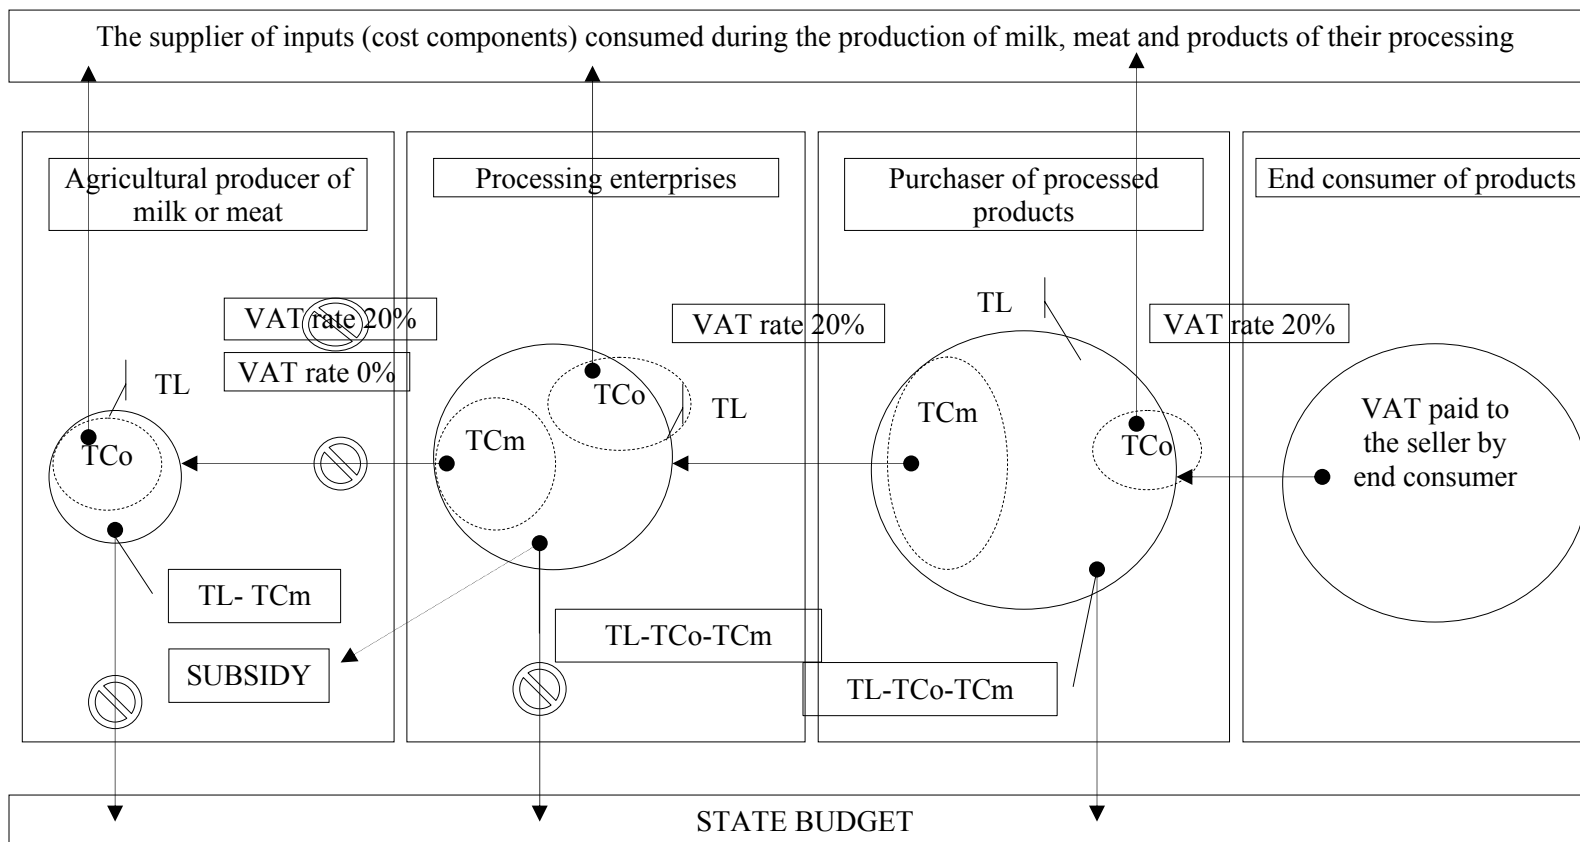 The supplier of inputs (cost components) consumed during the production of milk, meat and products of their processing
Agricultural producer of
milk or meat
Processing enterprises
Purchaser of processed
products
End consumer of products
VAT rate 20%
VAT rate 0%
VAT rate 20%
TL
VAT rate 20%
TL
TCo
TCm
TCo
TL
TCm
TCo
VAT paid to
the seller by
end consumer
TL- TCm
TL-TCo-TCm
SUBSIDY
TL-TCo-TCm
STATE BUDGET